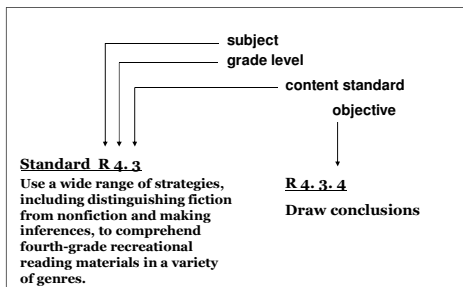 subject
grade level
content standard
objective
Standard R 4. 3
Use a wide range of strategies,
including distinguishing fiction
from nonfiction and making
inferences, to comprehend
fourth-grade recreational
reading materials in a variety
of genres.
R 4. 3. 4
Draw conclusions